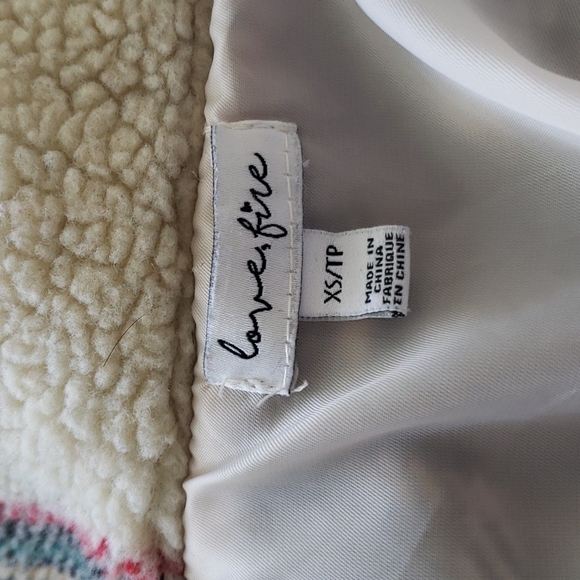 love, fire
XS/TP
MADE IN
CHINA
FABRIQUE
EN CHINE